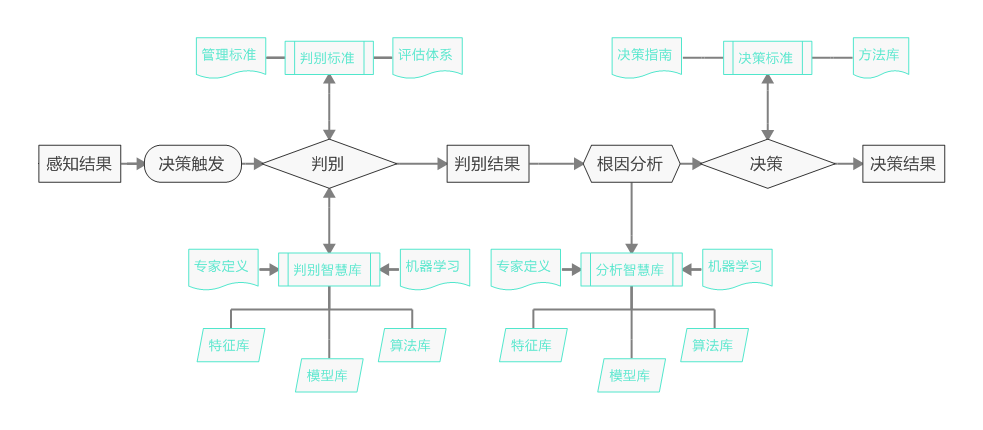 管理标准
判别标准
评估体系
决策指南
决策标准
方法库
感知结果
决策触发
判别
判别结果
根因分析
决策
决策结果
专家定义
判别智慧库
机器学习
专家定义
分析智慧库
机器学习
特征库
模型库
算法库
特征库
模型库
算法库